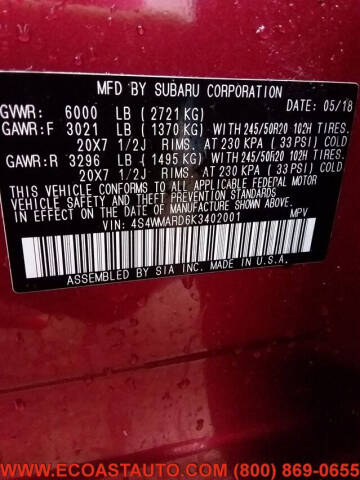 MFD BY SUBARU CORPORATION
DATE: 05/18
GVWR: 6000 LB (2721 KG)
GAWR:F 3021 LB (1370 KG) WITH 245/50R20 102H TIRES.
20X7 1/2J RIMS. AT 230 KPA (33 PSI) COLD
GAWR:R 3296 LB (1495 KG) WITH 245/50R20 102H TIRES.
20X7 1/2J RIMS. AT 230 KPA (33 PSI) COLD
THIS VEHICLE CONFORMS TO ALL APPLICABLE FEDERAL MOTOR
VEHICLE SAFETY AND THEFT PREVENTION STANDARDS
IN EFFECT ON THE DATE OF MANUFACTURE SHOWN ABOVE.
VIN: 4S4WMARD6K3402001 MPV
ASSEMBLED BY SIA INC. MADE IN U.S.A.
WWW.ECOASTAUTO.COM (800) 869-0655